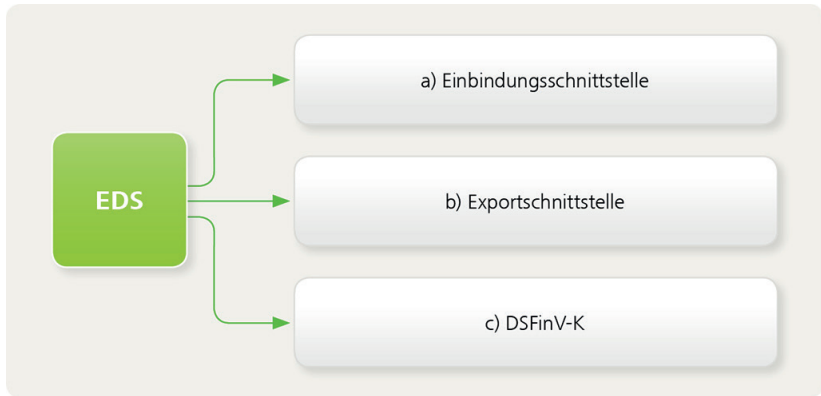 EDS
a) Einbindungsschnittstelle
b) Exportschnittstelle
c) DSFinV-K